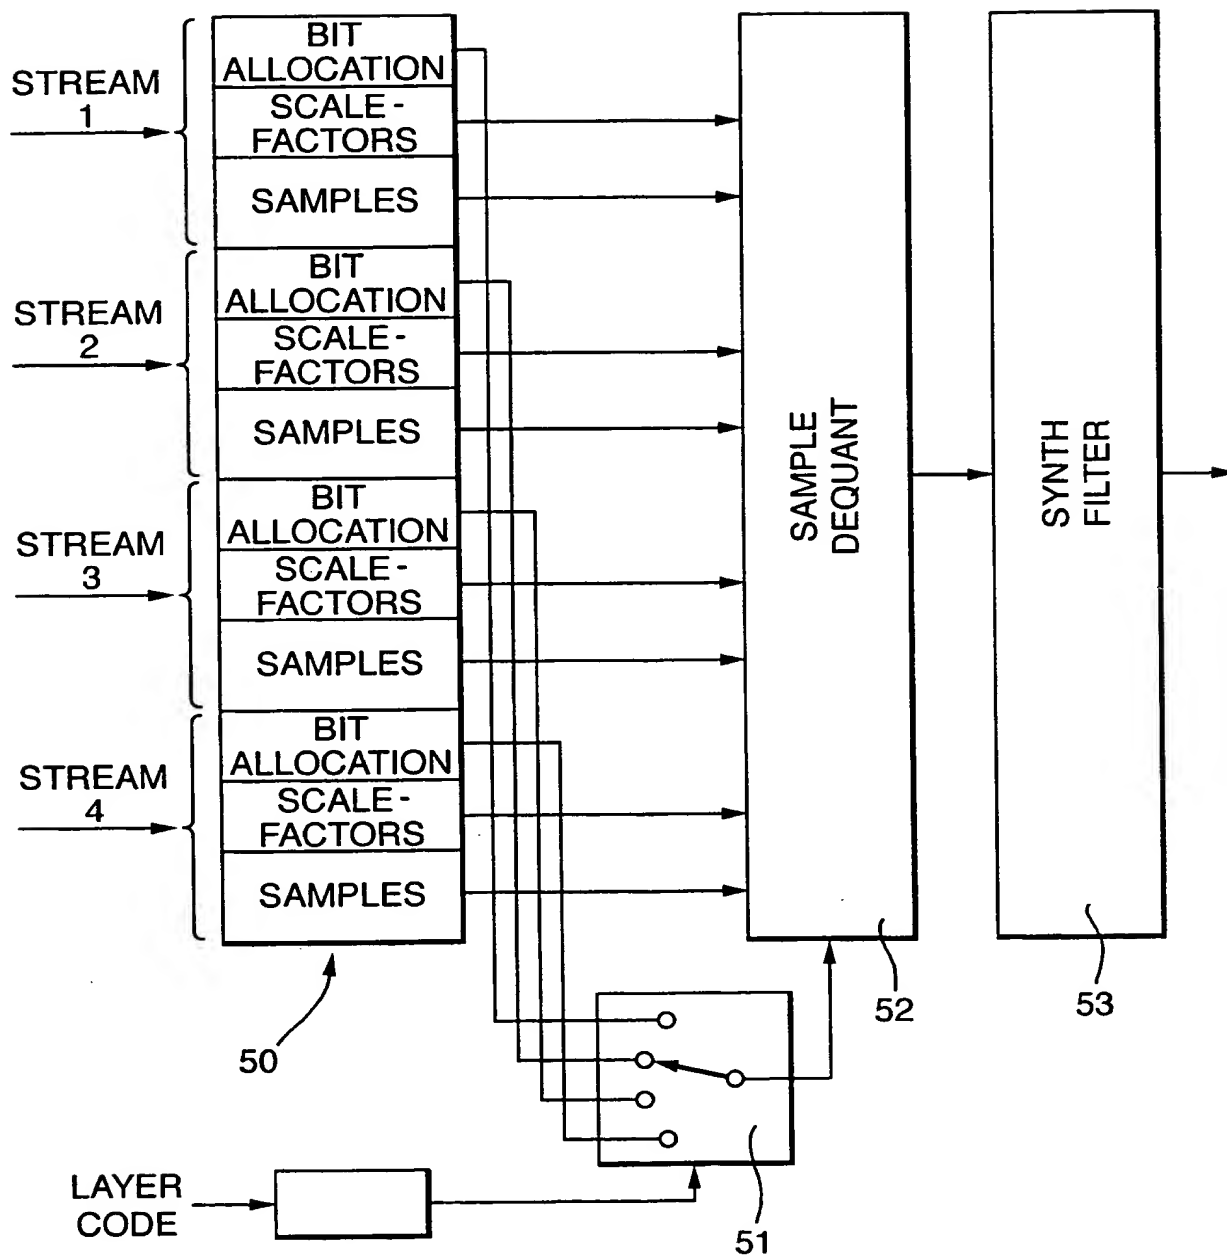 STREAM
1
BIT
ALLOCATION
SCALE-
FACTORS
SAMPLES
STREAM
2
BIT
ALLOCATION
SCALE-
FACTORS
SAMPLES
STREAM
3
BIT
ALLOCATION
SCALE-
FACTORS
SAMPLES
STREAM
4
BIT
ALLOCATION
SCALE-
FACTORS
SAMPLES
SAMPLE
DEQUANT
SYNTH
FILTER
50
52
53
51
LAYER
CODE